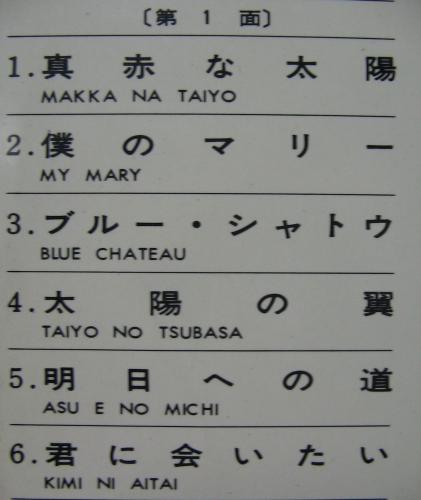 〔第1面〕
1.真赤な太陽
MAKKA NA TAIYO
2.僕のマリー
MY MARY
3.ブルー・シャトウ
BLUE CHATEAU
4.太陽の翼
TAIYO NO TSUBASA
5.明日への道
ASU E NO MICHI
6.君に会いたい
KIMI NI AITAI